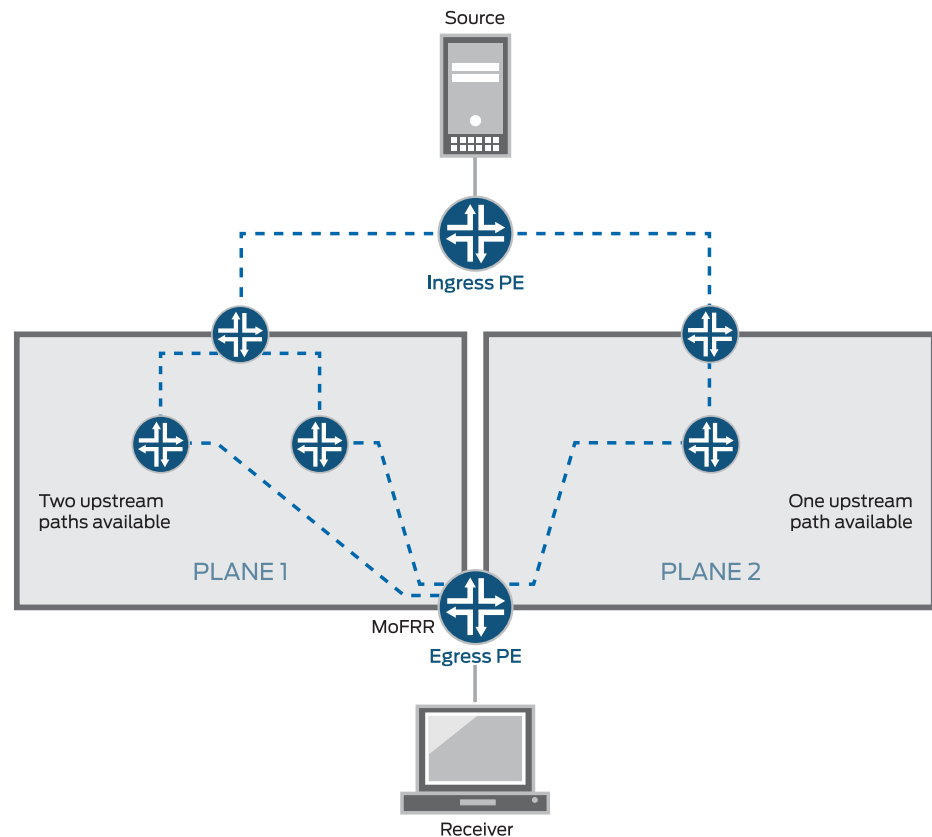 Source
Ingress PE
Two upstream
paths available
One upstream
path available
PLANE 1
PLANE 2
MoFRR
Egress PE
Receiver